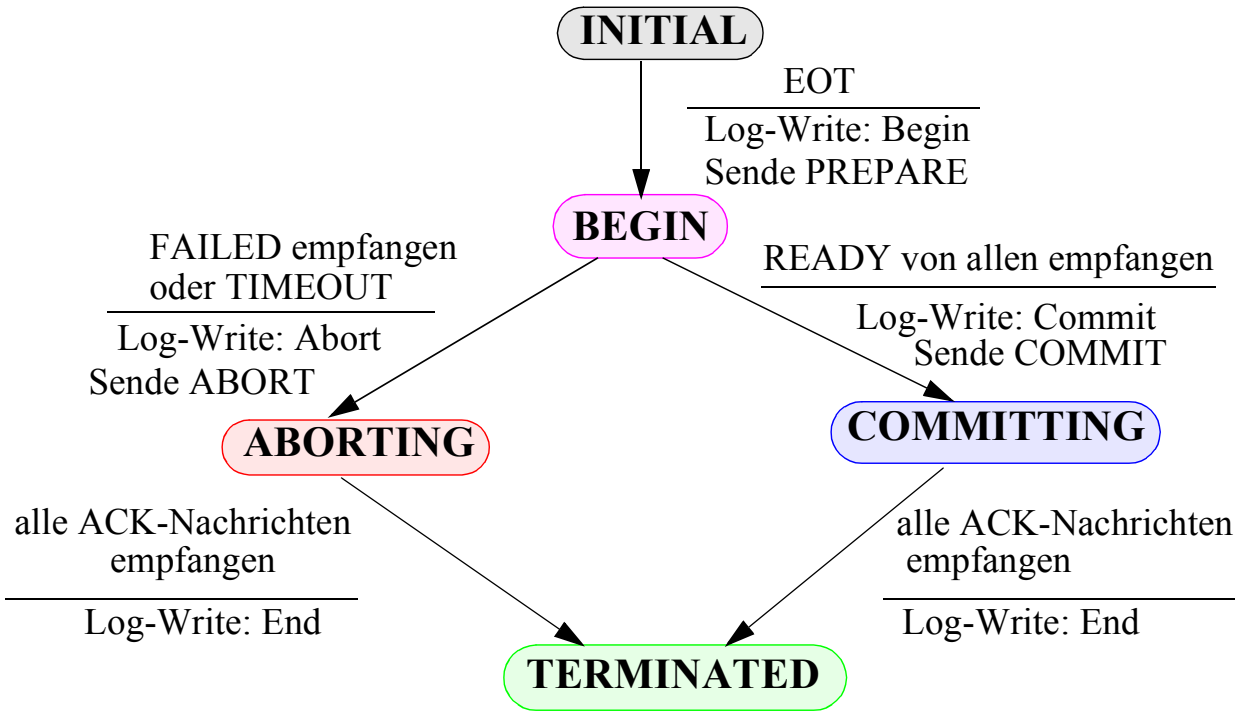 INITIAL
EOT
Log-Write: Begin
Sende PREPARE
BEGIN
FAILED empfangen
oder TIMEOUT
Log-Write: Abort
Sende ABORT
READY von allen empfangen
Log-Write: Commit
Sende COMMIT
ABORTING
COMMITTING
alle ACK-Nachrichten
empfangen
Log-Write: End
alle ACK-Nachrichten
empfangen
Log-Write: End
TERMINATED